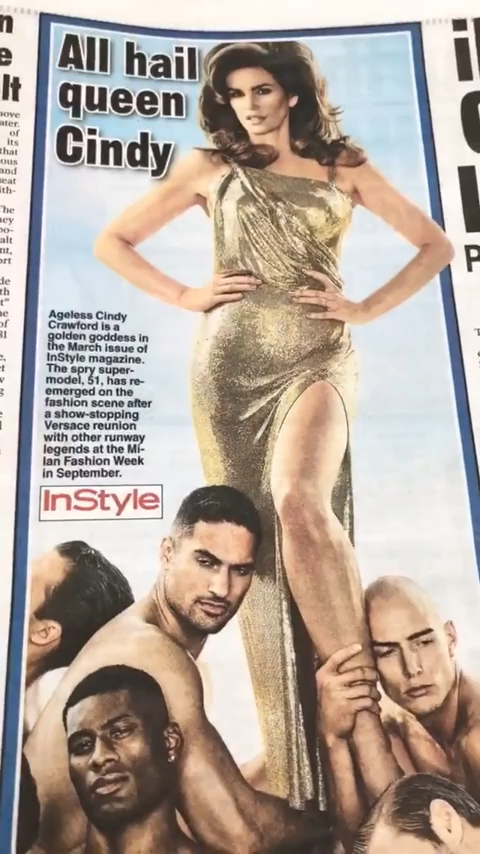 All hail
queen
Cindy
Ageless Cindy
Crawford is a
golden goddess in
the March issue of
InStyle magazine.
The spry super-
model, 51, has re-
emerged on the
fashion scene after
a show-stopping
Versace reunion
with other runway
legends at the Mi-
lan Fashion Week
in September.
InStyle